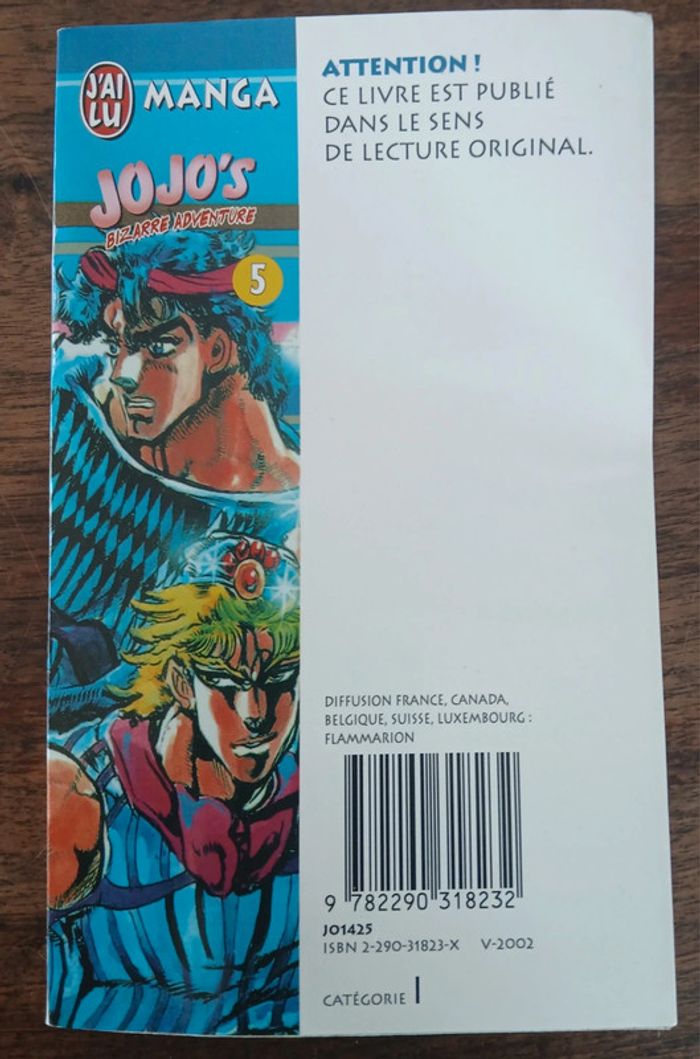 J'AI
LU
MANGA
JOJO'S
BIZARRE ADVENTURE
5
ATTENTION !
CE LIVRE EST PUBLIÉ
DANS LE SENS
DE LECTURE ORIGINAL.
DIFFUSION FRANCE, CANADA,
BELGIQUE, SUISSE, LUXEMBOURG :
FLAMMARION
9 782290 318232
JO1425
ISBN 2-290-31823-X V-2002
CATÉGORIE I